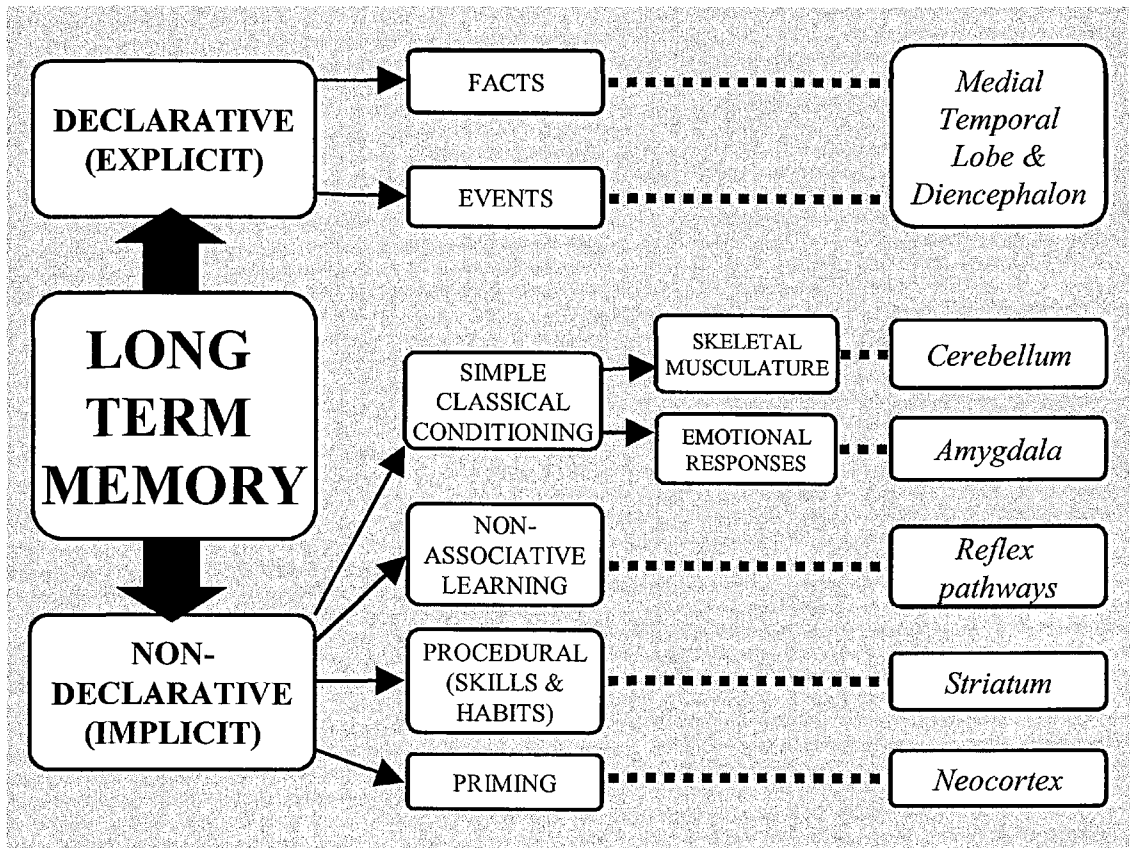 DECLARATIVE
(EXPLICIT)
FACTS
EVENTS
Medial
Temporal
Lobe &
Diencephalon
LONG
TERM
MEMORY
SIMPLE
CLASSICAL
CONDITIONING
SKELETAL
MUSCULATURE
Cerebellum
EMOTIONAL
RESPONSES
Amygdala
NON-
ASSOCIATIVE
LEARNING
Reflex
pathways
NON-
DECLARATIVE
(IMPLICIT)
PROCEDURAL
(SKILLS &
HABITS)
Striatum
PRIMING
Neocortex